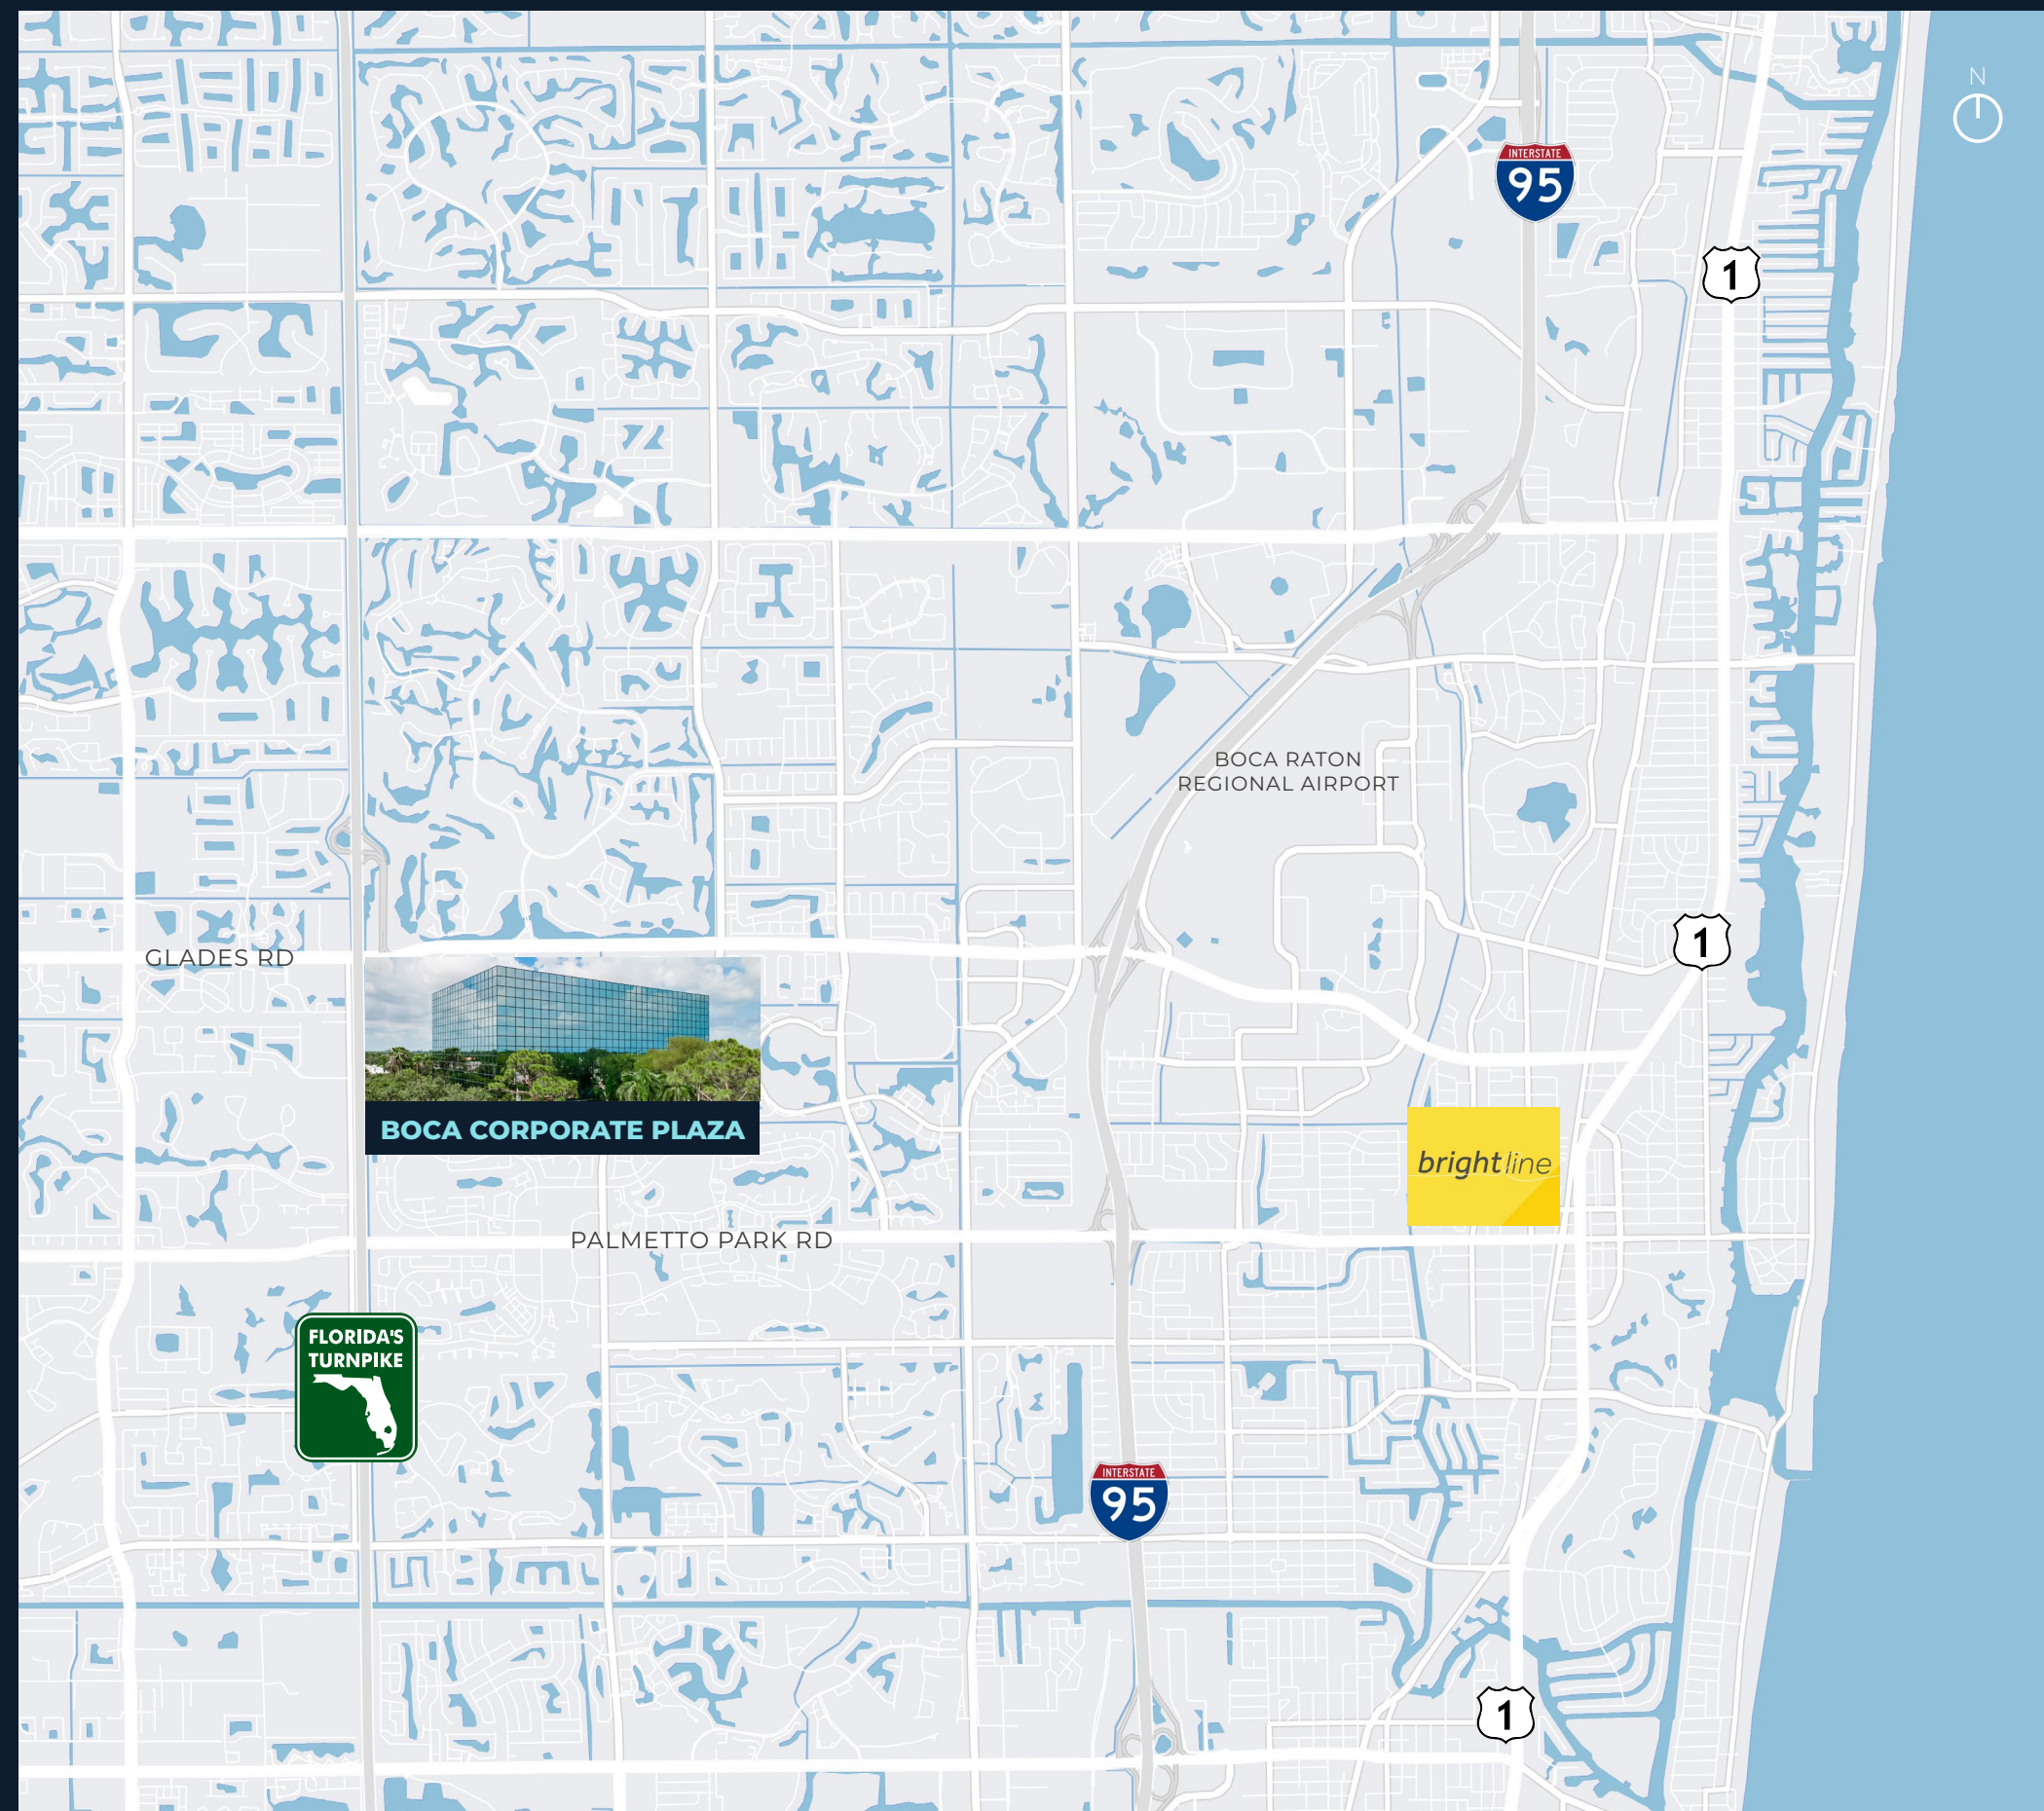 N
INTERSTATE
95
1
BOCA RATON
REGIONAL AIRPORT
1
GLADES RD
BOCA CORPORATE PLAZA
brightline
PALMETTO PARK RD
FLORIDA'S
TURNPIKE
INTERSTATE
95
1